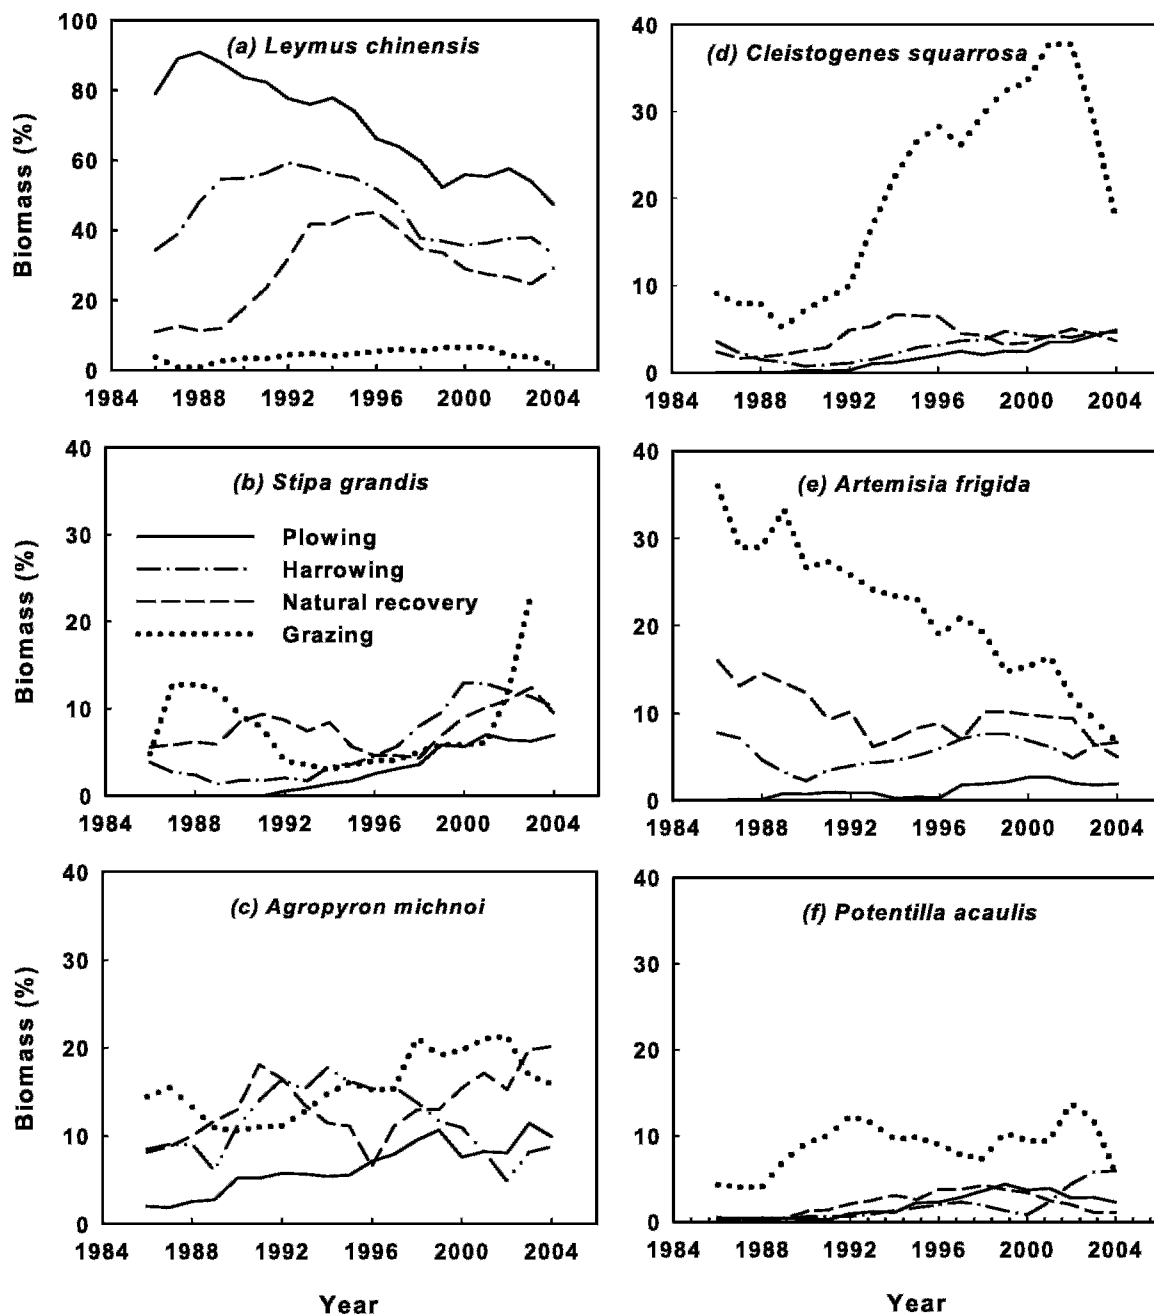 (a) Leymus chinensis
Biomass (%)
100
80
60
40
20
0
1984 1988 1992 1996 2000 2004
(d) Cleistogenes squarrosa
40
30
20
10
0
1984 1988 1992 1996 2000 2004
(b) Stipa grandis
Biomass (%)
40
30
20
10
0
Plowing
Harrowing
Natural recovery
Grazing
1984 1988 1992 1996 2000 2004
(e) Artemisia frigida
40
30
20
10
0
1984 1988 1992 1996 2000 2004
(c) Agropyron michnoi
Biomass (%)
40
30
20
10
0
1984 1988 1992 1996 2000 2004
Year
(f) Potentilla acaulis
40
30
20
10
0
1984 1988 1992 1996 2000 2004
Year